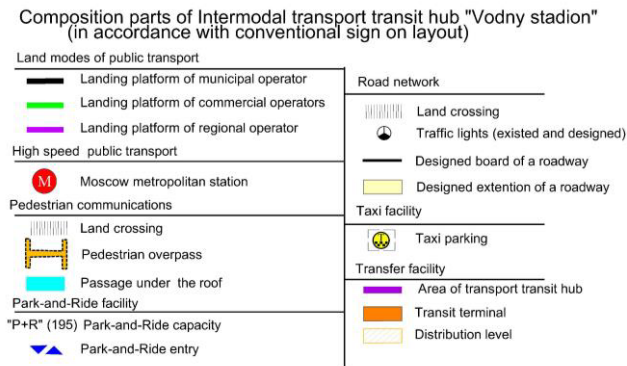 Composition parts of Intermodal transport transit hub "Vodny stadion"
(in accordance with conventional sign on layout)
Land modes of public transport
Landing platform of municipal operator
Landing platform of commercial operators
Landing platform of regional operator
High speed public transport
M Moscow metropolitan station
Pedestrian communications
Land crossing
Pedestrian overpass
Passage under the roof
Park-and-Ride facility
"P+R" (195) Park-and-Ride capacity
Park-and-Ride entry
Road network
Land crossing
Traffic lights (existed and designed)
Designed board of a roadway
Designed extention of a roadway
Taxi facility
Taxi parking
Transfer facility
Area of transport transit hub
Transit terminal
Distribution level